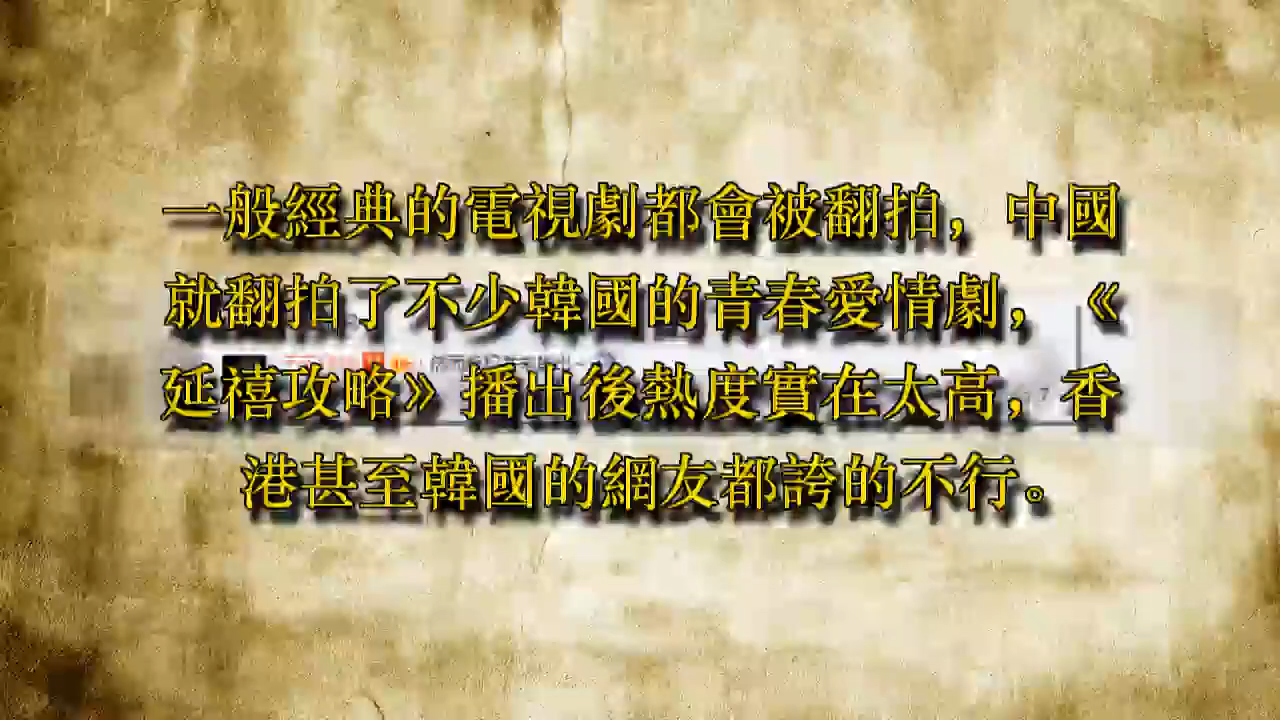 一般經典的電視劇都會被翻拍，中國
就翻拍了不少韓國的青春愛情劇，《
延禧攻略》播出後熱度實在太高，香
港甚至韓國的網友都誇的不行。